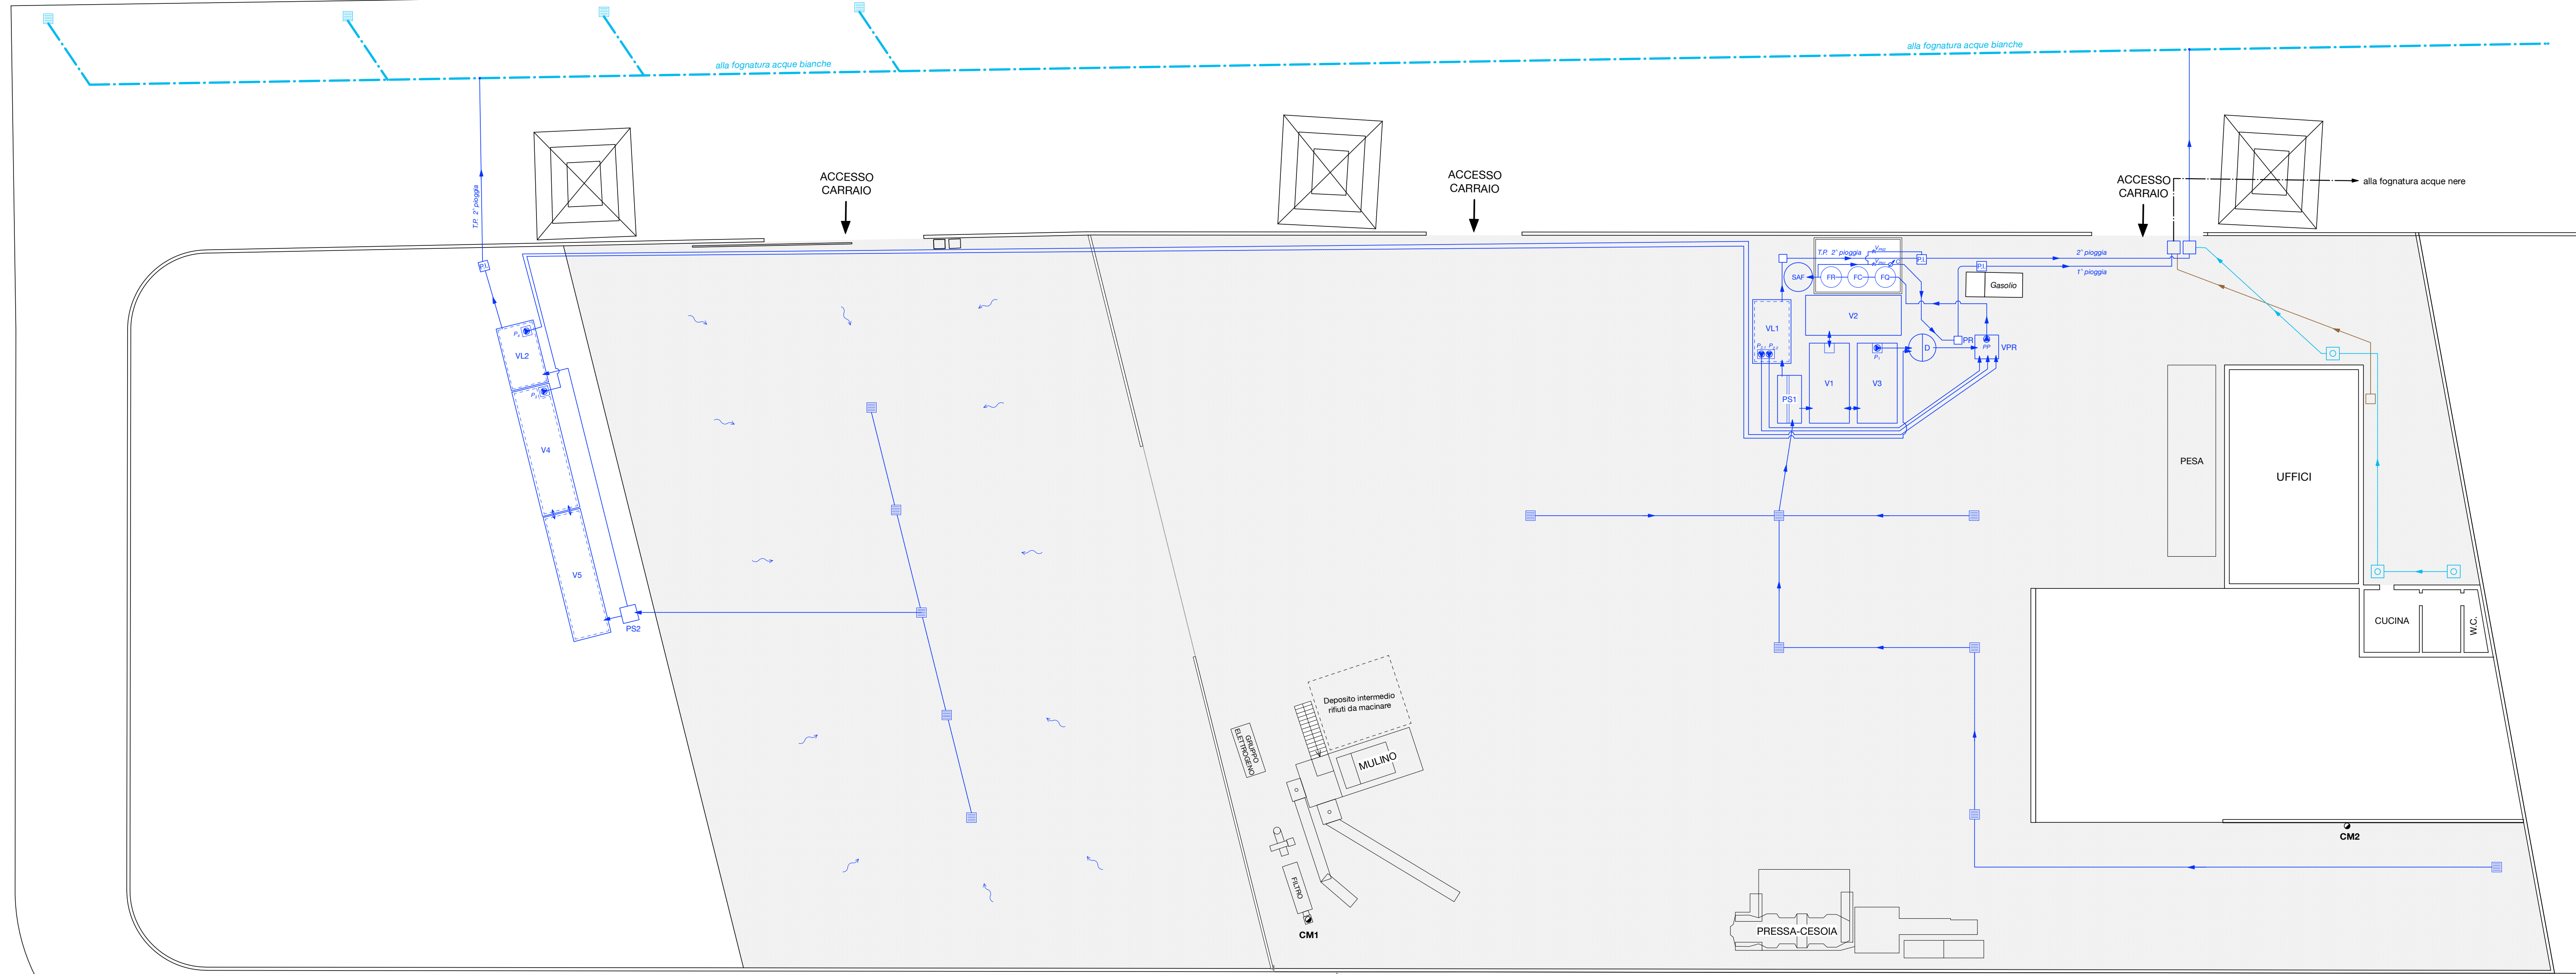 alla fognatura acque bianche
alla fognatura acque bianche
ACCESSO
CARRAIO
ACCESSO
CARRAIO
ACCESSO
CARRAIO
alla fognatura acque nere
T.P. 2° pioggia
P.I.
T.P. 2° pioggia
P.I.
2° pioggia
P.I.
1° pioggia
SAF
FR
FC
FQ
Gasolio
VL1
V2
PR
PP
VPR
D
P1
V1
V3
PS1
VL2
V4
V5
PS2
PESA
UFFICI
CUCINA
W.C.
Deposito intermedio
rifiuti da macinare
GRUPPO
ELETTROGENO
MULINO
FILTRO
CM1
PRESSA-CESOIA
CM2